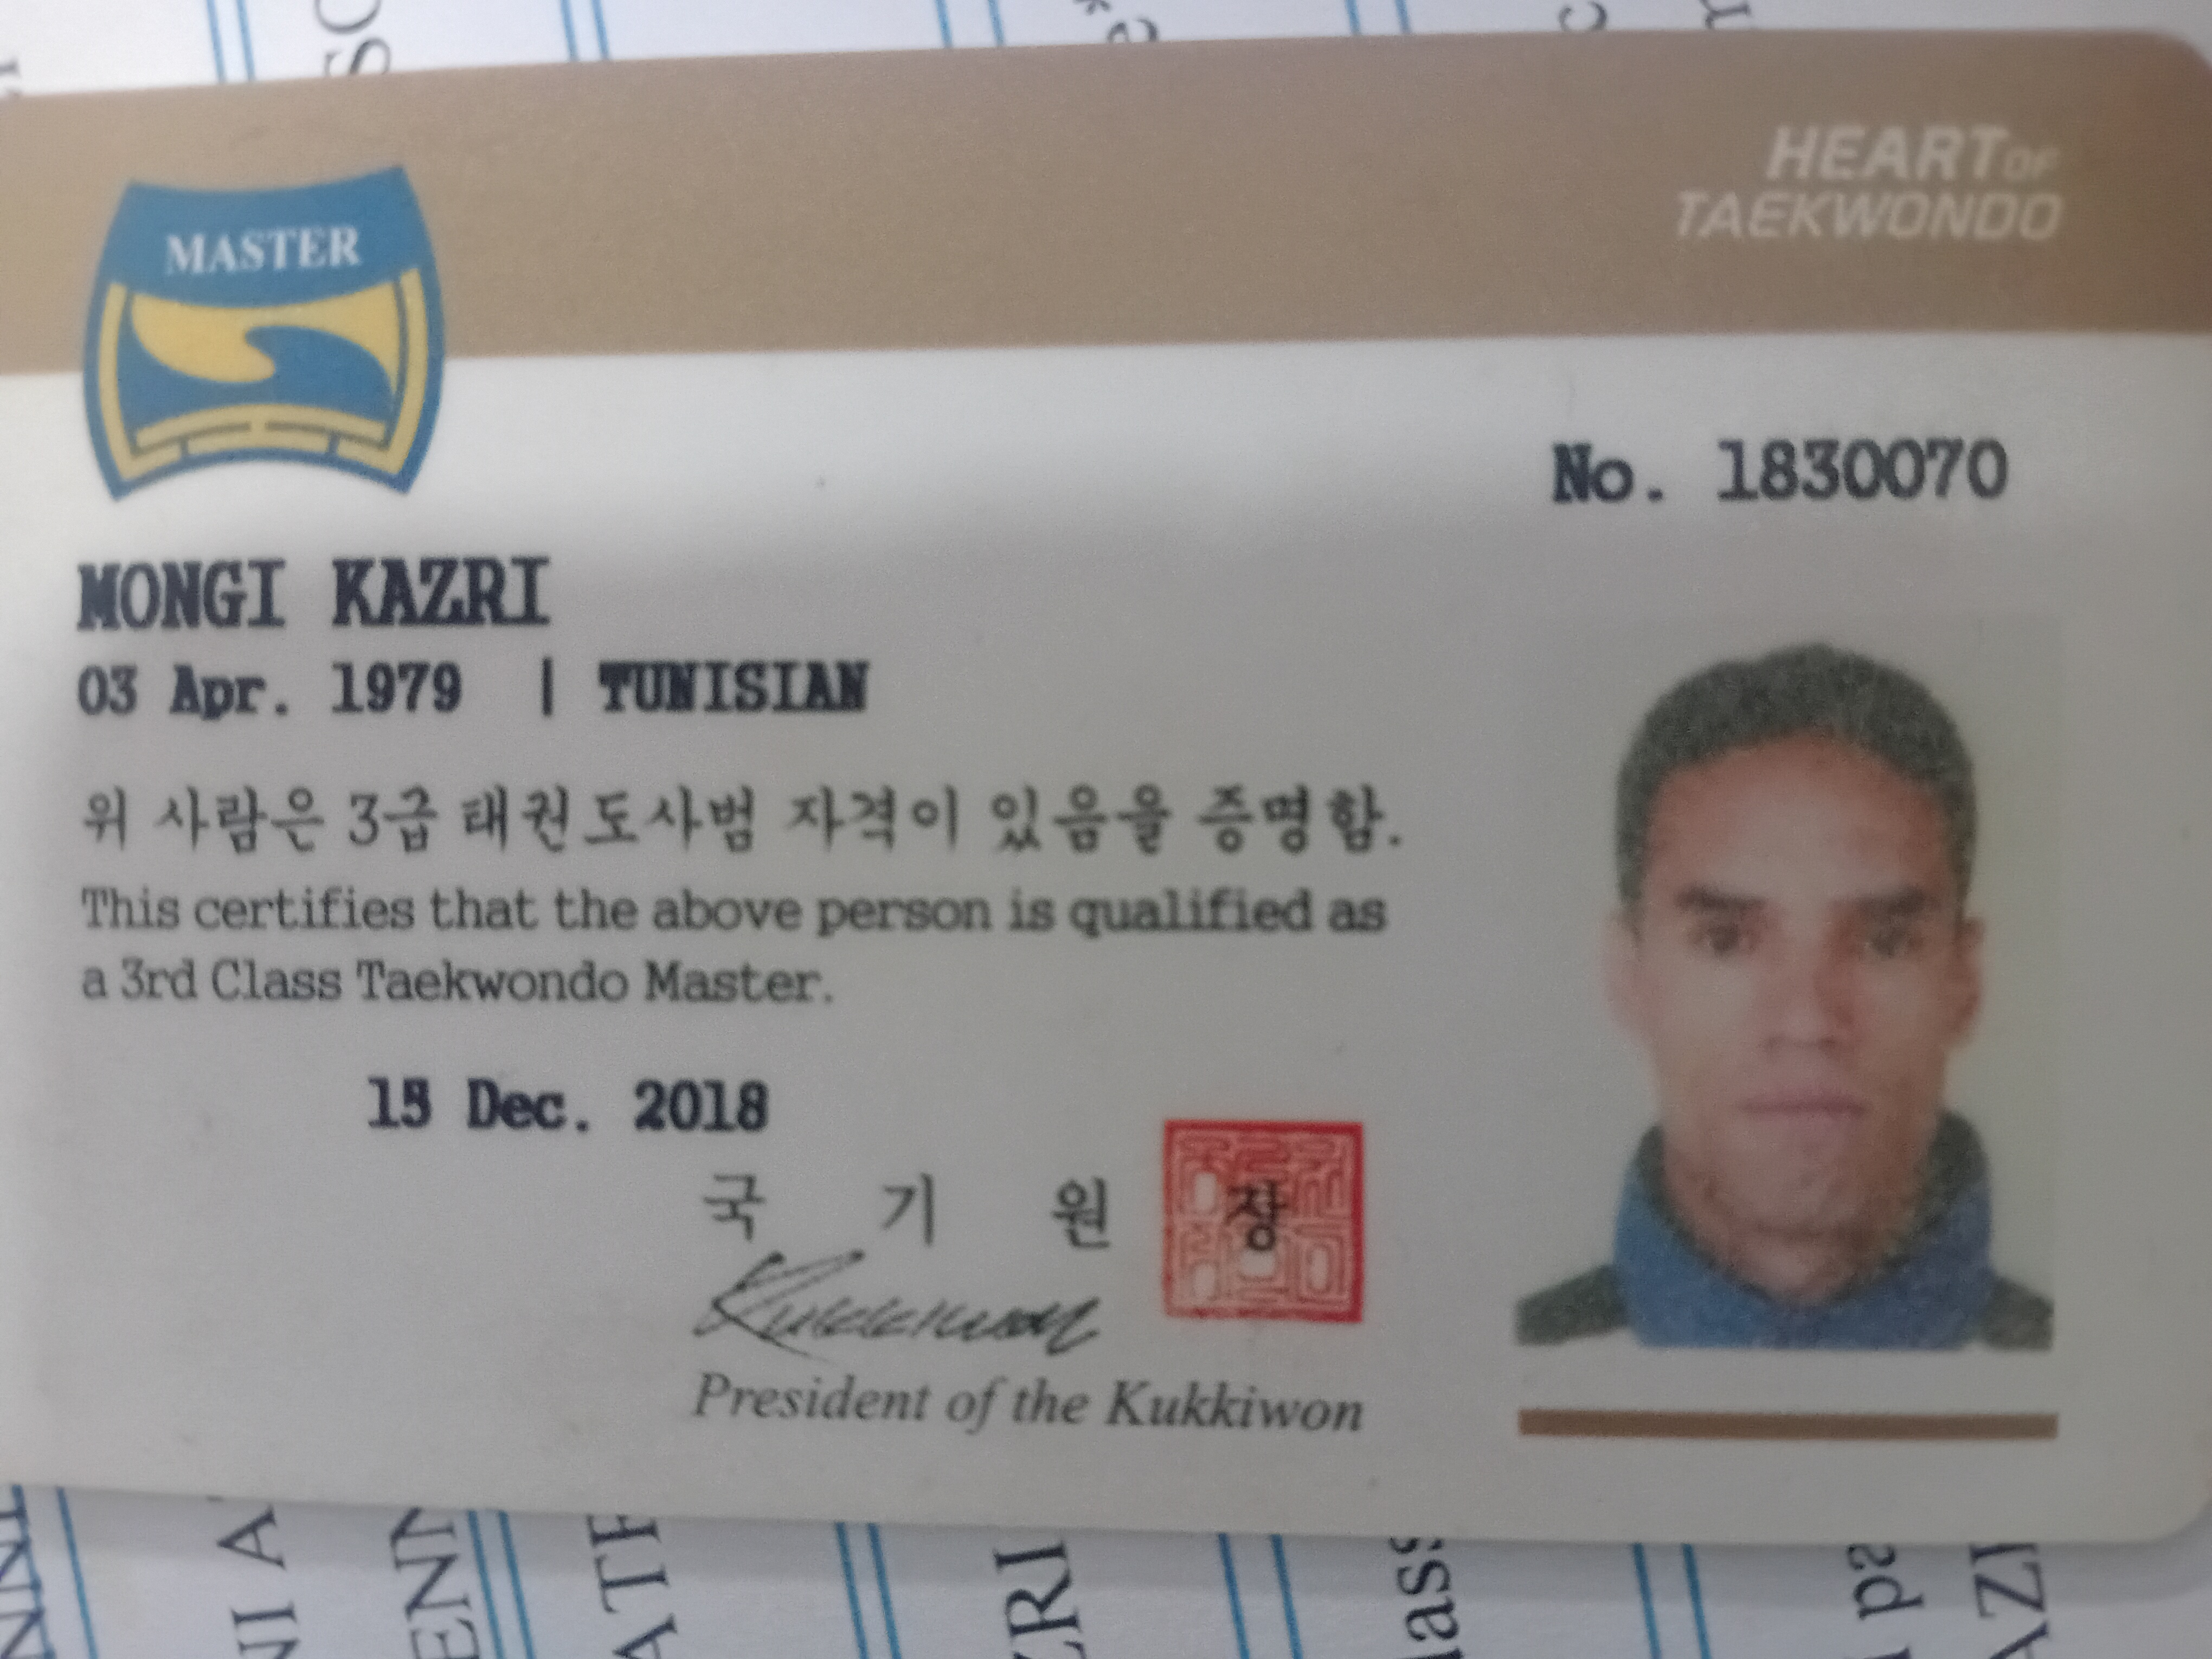 HEART OF
TAEKWONDO
MASTER
No. 1830070
MONGI KAZRI
03 Apr. 1979 | TUNISIAN
위 사람은 3급 태권도사범 자격이 있음을 증명함.
This certifies that the above person is qualified as
a 3rd Class Taekwondo Master.
15 Dec. 2018
국 기 원 장
Kukkiwon
President of the Kukkiwon